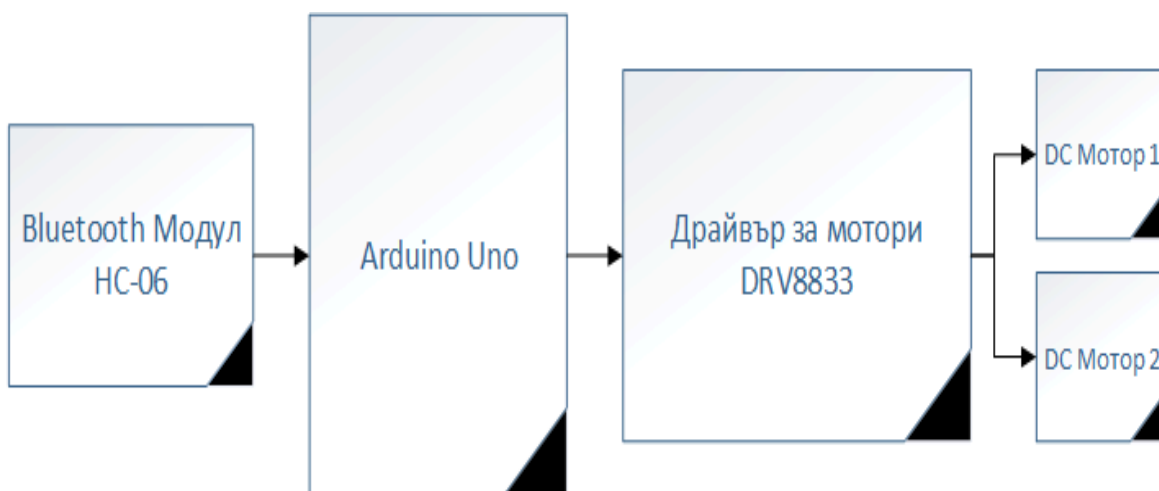 Bluetooth Модул
HC-06
Arduino Uno
Драйвър за мотори
DRV8833
DC Мотор 1
DC Мотор 2